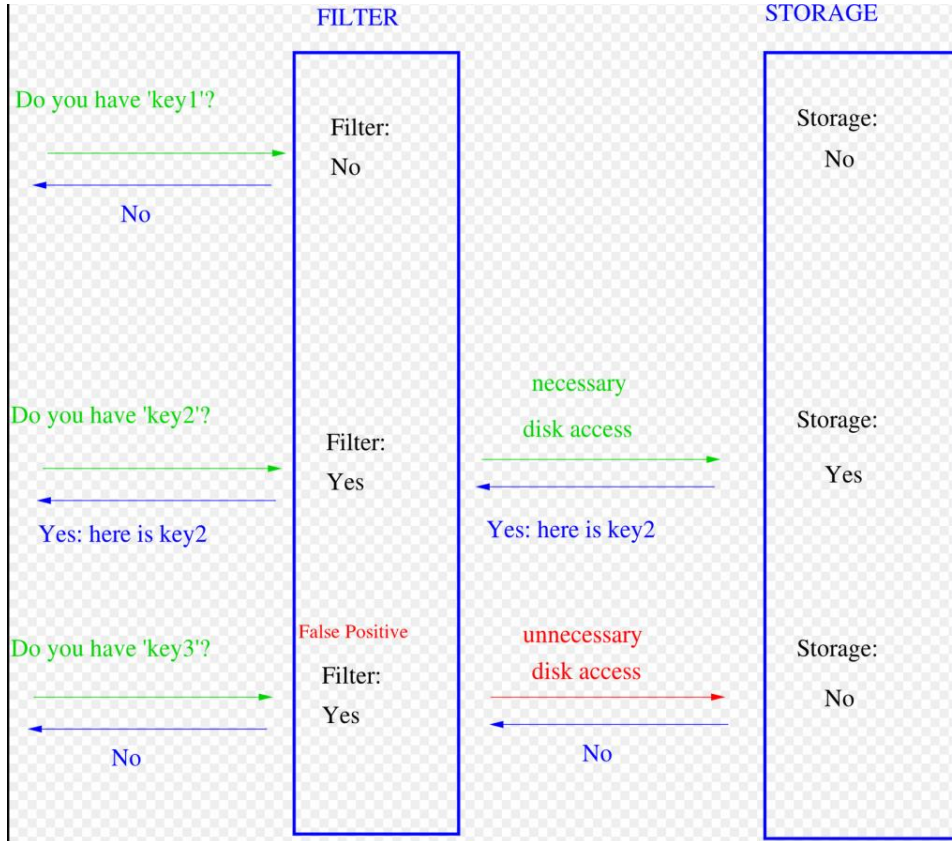 FILTER
STORAGE
Do you have 'key1'?
Filter:
No
Storage:
No
No
Do you have 'key2'?
Filter:
Yes
necessary
disk access
Storage:
Yes
Yes: here is key2
Yes: here is key2
Do you have 'key3'?
False Positive
Filter:
Yes
unnecessary
disk access
Storage:
No
No
No